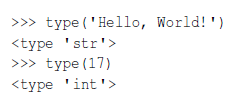 >>> type('Hello, World!')
<type 'str'>
>>> type(17)
<type 'int'>